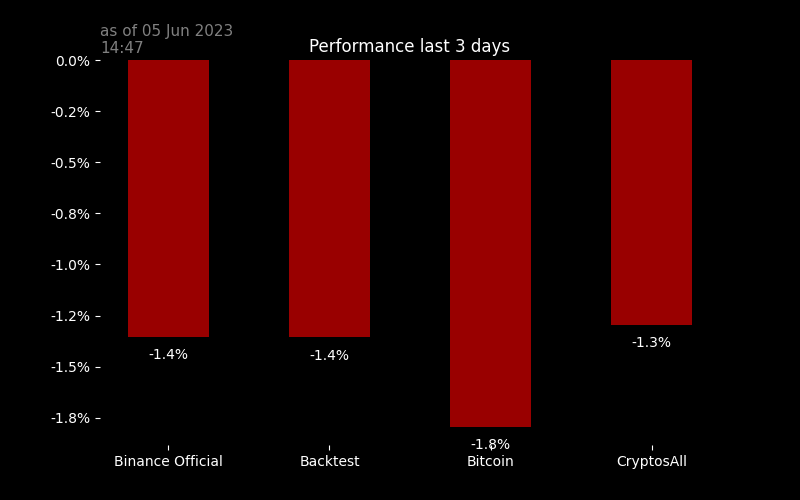 as of 05 Jun 2023
14:47
Performance last 3 days
0.0%
-0.2%
-0.5%
-0.8%
-1.0%
-1.2%
-1.5%
-1.8%
-1.4%
-1.4%
-1.8%
-1.3%
Binance Official
Backtest
Bitcoin
CryptosAll